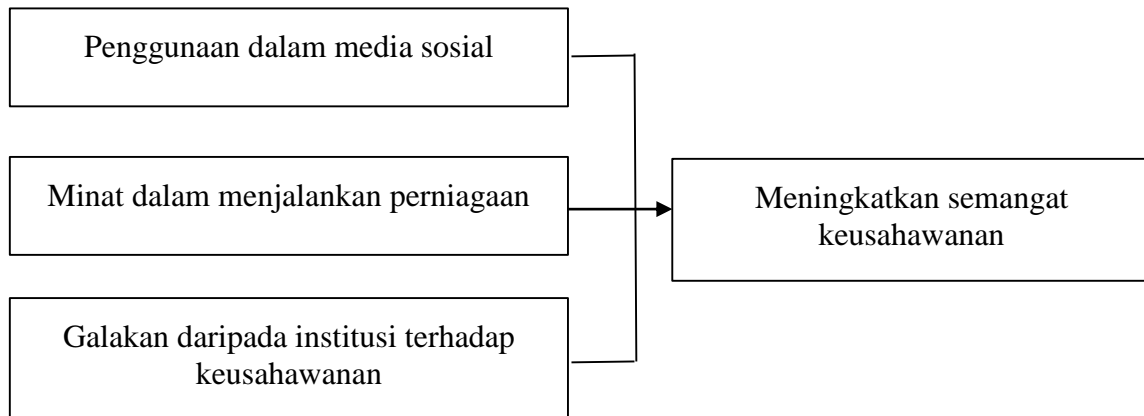 Penggunaan dalam media sosial
Minat dalam menjalankan perniagaan
Meningkatkan semangat
keusahawanan
Galakan daripada institusi terhadap
keusahawanan